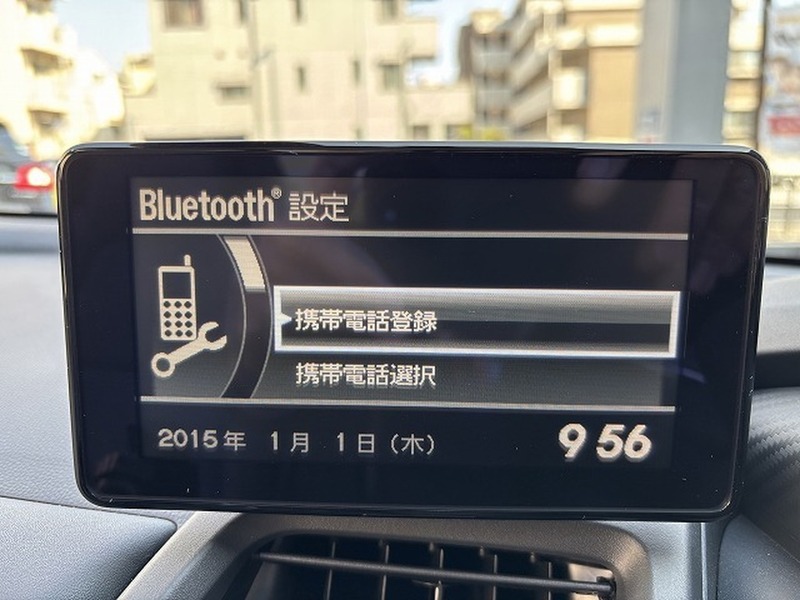 Bluetooth® 設定
携帯電話登録
携帯電話選択
2015年 1月 1日（木） 9 56